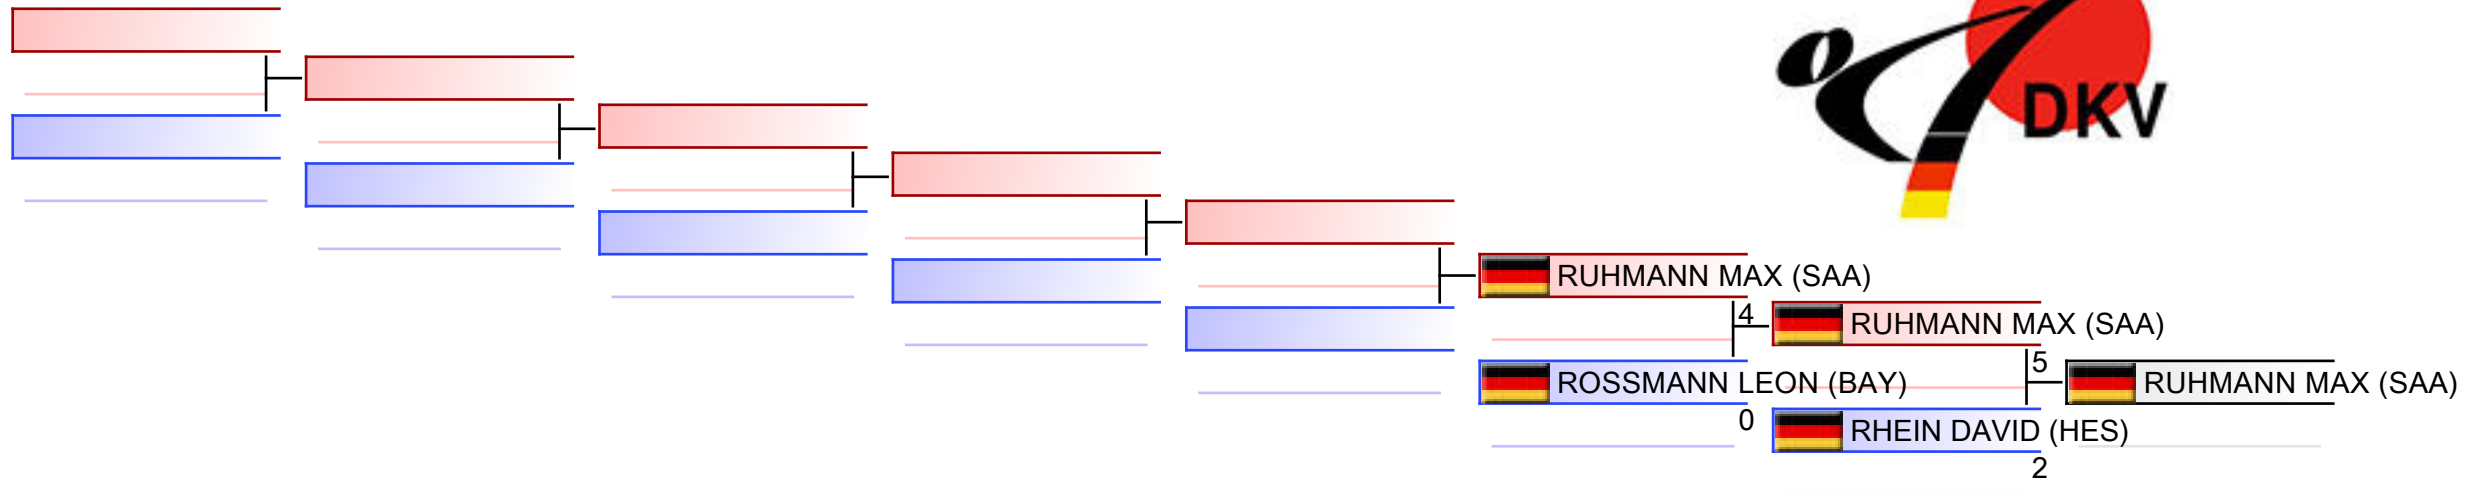 DKV
RUHMANN MAX (SAA)
4
RUHMANN MAX (SAA)
ROSSMANN LEON (BAY)
0
5
RUHMANN MAX (SAA)
RHEIN DAVID (HES)
2